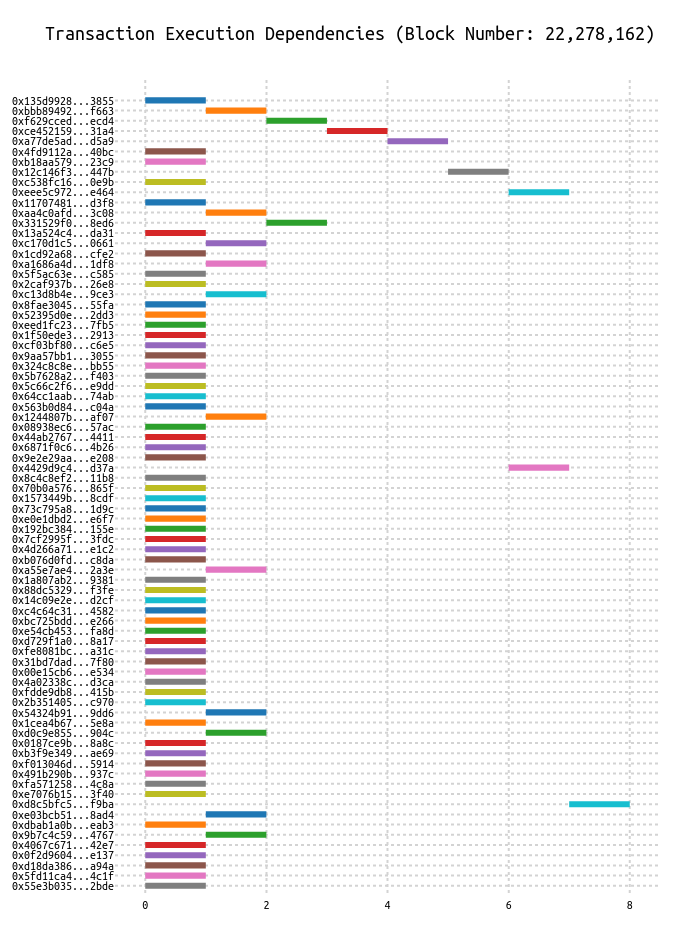 Transaction Execution Dependencies (Block Number: 22,278,162)
0x135d9928...3855
0xbbb89492...f663
0xf629cced...ecd4
0xce452159...31a4
0xa77de5ad...d5a9
0x4fd9112a...40bc
0xb18aa579...23c9
0x12c146f3...447b
0xc538fc16...0e9b
0xeee5c972...e464
0x11707481...d3f8
0xaa4c0afd...3c08
0x331529f0...8ed6
0x13a524c4...da31
0xc170d1c5...0661
0x1cd92a68...cfe2
0xa1686a4d...1df8
0x5f5ac63e...c585
0x2caf937b...26e8
0xc13d8b4e...9ce3
0x8fae3045...55fa
0x52395d0e...2dd3
0xeed1fc23...7fb5
0x1f50ede3...2913
0xcf03bf80...c6e5
0x9aa57bb1...3055
0x324c8c8e...bb55
0x5b7628a2...f403
0x5c66c2f6...e9dd
0x64cc1aab...74ab
0x563b0d84...c04a
0x1244807b...af07
0x08938ec6...57ac
0x44ab2767...4411
0x6871f0c6...4b26
0x9e2e29aa...e208
0x4429d9c4...d37a
0x8c4c8ef2...11b8
0x70b0a576...865f
0x1573449b...8cdf
0x73c795a8...1d9c
0xe0e1dbd2...e6f7
0x192bc384...155e
0x7cf2995f...3fdc
0x4d266a71...e1c2
0xb076d0fd...c8da
0xa55e7ae4...2a3e
0x1a807ab2...9381
0x88dc5329...f3fe
0x14c09e2e...d2cf
0xc4c64c31...4582
0xbc725bdd...e266
0xe54cb453...fa8d
0xd729f1a0...8a17
0xfe8081bc...a31c
0x31bd7dad...7f80
0x00e15cb6...e534
0x4a02338c...d3ca
0xfdde9db8...415b
0x2b351405...c970
0x54324b91...9dd6
0x1cea4b67...5e8a
0xd0c9e855...904c
0x0187ce9b...8a8c
0xb3f9e349...ae69
0xf013046d...5914
0x491b290b...937c
0xfa571258...4c8a
0xe7076b15...3f40
0xd8c5bfc5...f9ba
0xe03bcb51...8ad4
0xdbab1a0b...eab3
0x9b7c4c59...4767
0x4067c671...42e7
0x0f2d9604...e137
0xd18da386...a94a
0x5fd11ca4...4c1f
0x55e3b035...2bde
0 2 4 6 8